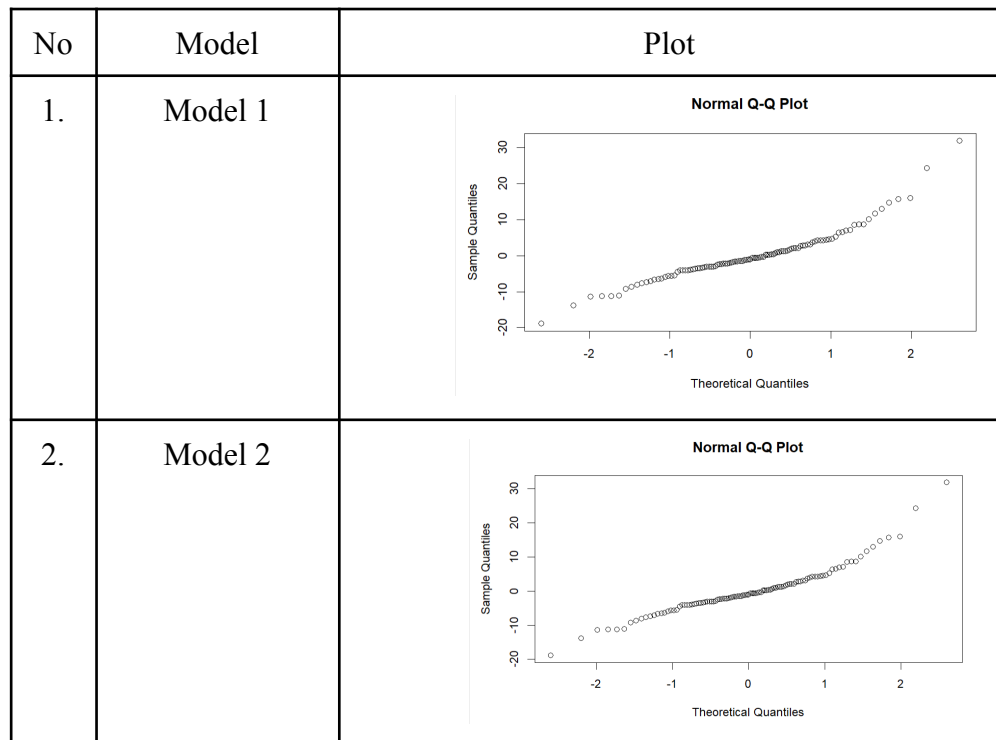 No Model Plot
1. Model 1
Normal Q-Q Plot
Sample Quantiles
30
20
10
0
-10
-20
-2 -1 0 1 2
Theoretical Quantiles
2. Model 2
Normal Q-Q Plot
Sample Quantiles
30
20
10
0
-10
-20
-2 -1 0 1 2
Theoretical Quantiles